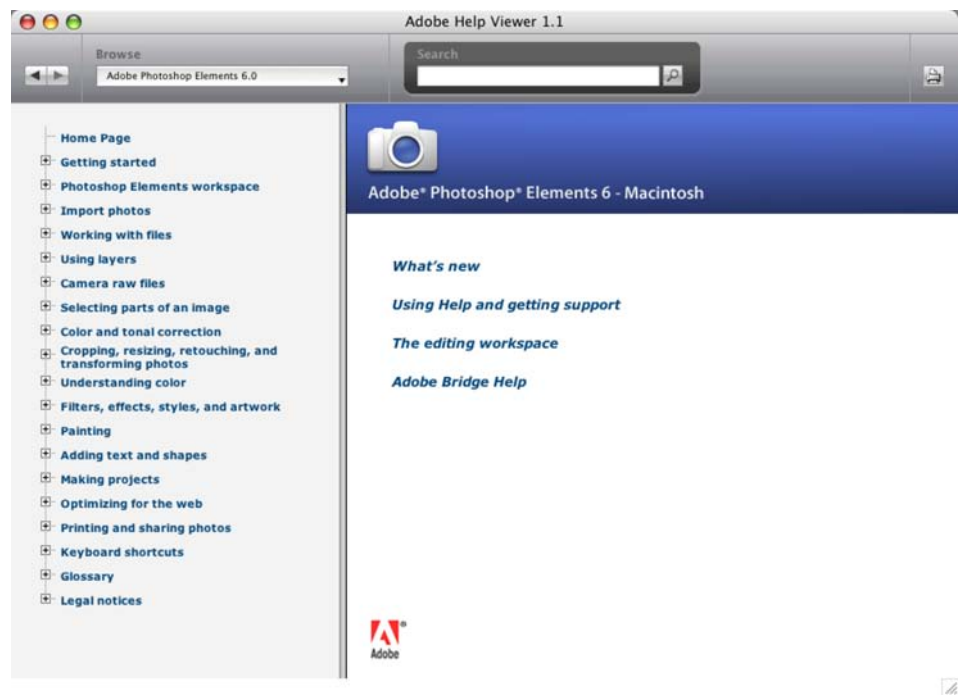 Adobe Help Viewer 1.1
Browse
Search
Adobe Photoshop Elements 6.0
Home Page
Getting started
Photoshop Elements workspace
Import photos
Working with files
Using layers
Camera raw files
Selecting parts of an image
Color and tonal correction
Cropping, resizing, retouching, and
transforming photos
Understanding color
Filters, effects, styles, and artwork
Painting
Adding text and shapes
Making projects
Optimizing for the web
Printing and sharing photos
Keyboard shortcuts
Glossary
Legal notices
Adobe® Photoshop® Elements 6 - Macintosh
What's new
Using Help and getting support
The editing workspace
Adobe Bridge Help
Adobe